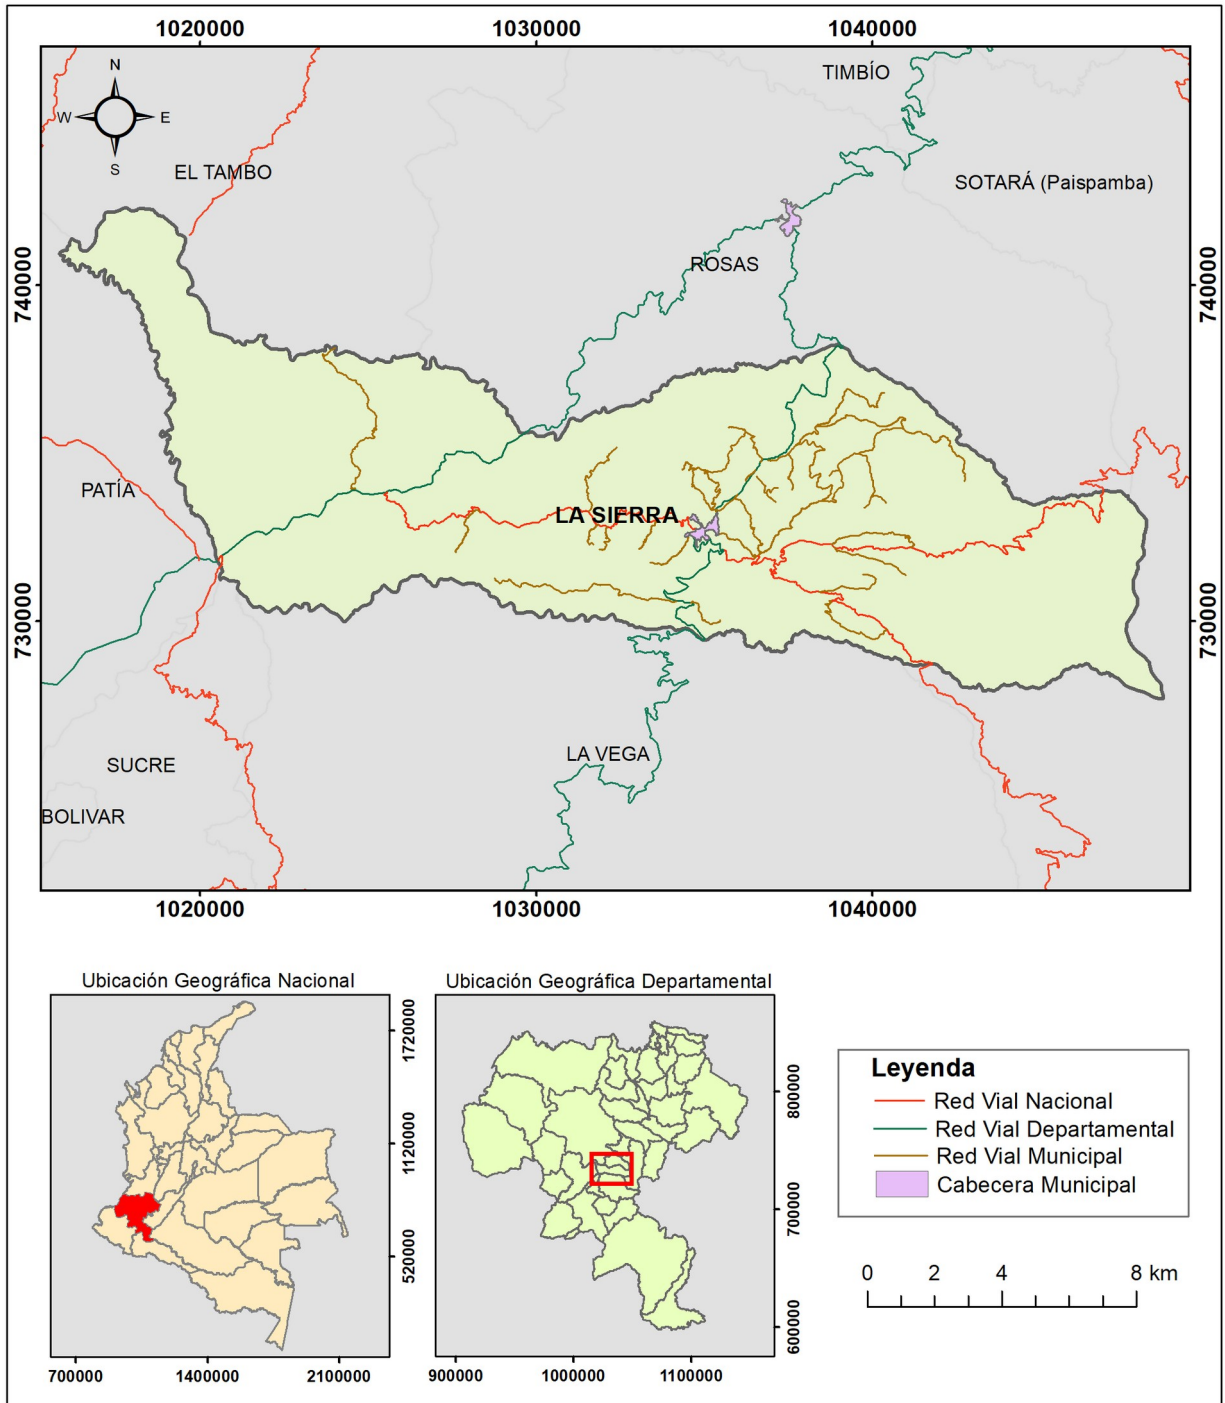 1020000 1030000 1040000
TIMBÍO
N
W E
S
EL TAMBO
SOTARÁ (Paispamba)
ROSAS
740000 740000
PATÍA
LA SIERRA
730000 730000
LA VEGA
SUCRE
BOLIVAR
1020000 1030000 1040000
Ubicación Geográfica Nacional
1720000
1120000
520000
700000 1400000 2100000
Ubicación Geográfica Departamental
800000
700000
600000
900000 1000000 1100000
Leyenda
Red Vial Nacional
Red Vial Departamental
Red Vial Municipal
Cabecera Municipal
0 2 4 8 km